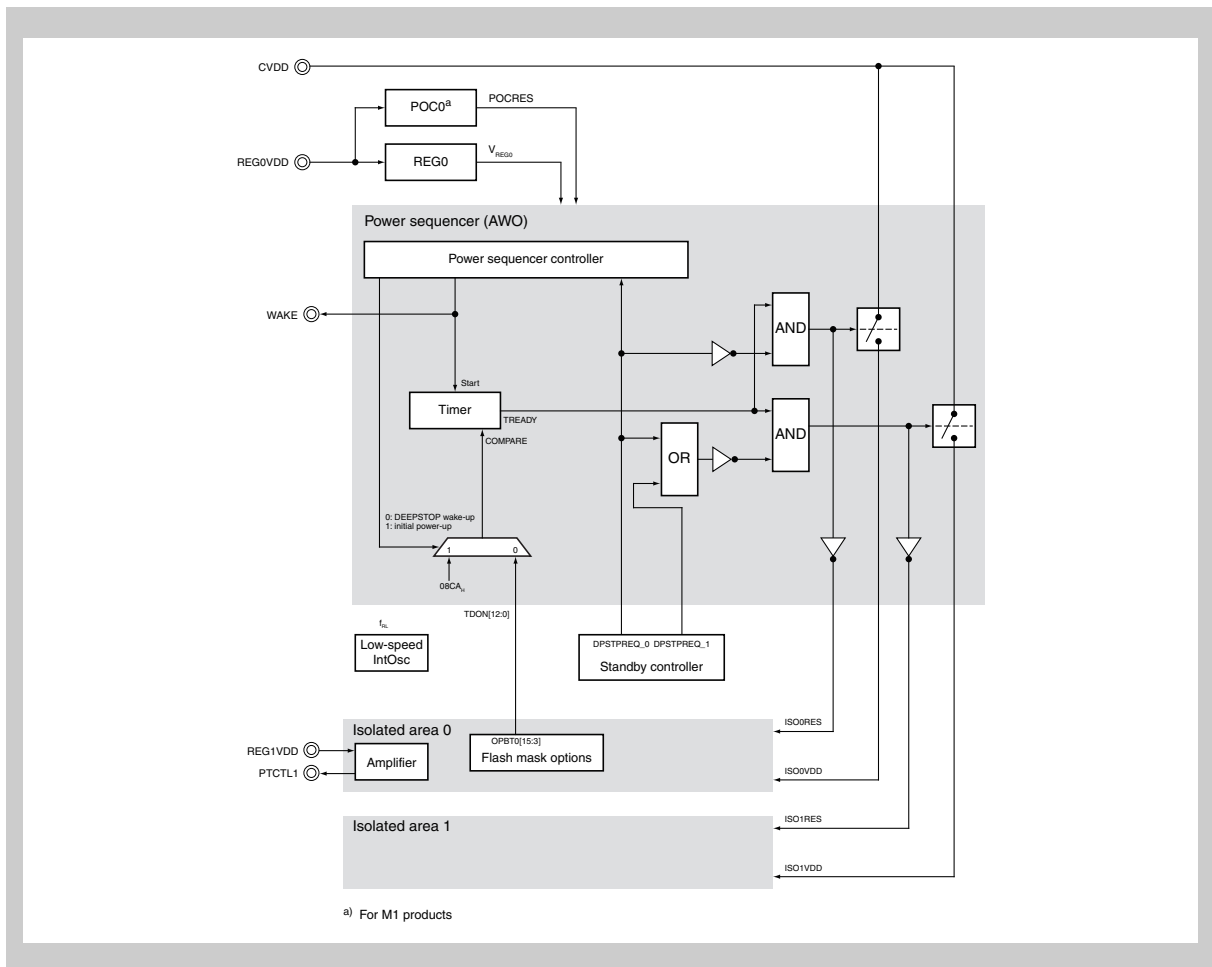 CVDD
POC0a
POCRES
REG0VDD
REG0
VREG0
Power sequencer (AWO)
Power sequencer controller
WAKE
AND
Start
Timer
TREADY
COMPARE
AND
OR
0: DEEPSTOP wake-up
1: initial power-up
1
0
08CAH
TDON[12:0]
fRL
Low-speed
IntOsc
DPSTPREQ_0 DPSTPREQ_1
Standby controller
Isolated area 0
ISO0RES
REG1VDD
PTCTL1
Amplifier
OPBT0[15:3]
Flash mask options
ISO0VDD
Isolated area 1
ISO1RES
ISO1VDD
a) For M1 products